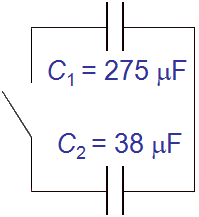 C₁ = 275 μF
C₂ = 38 μF